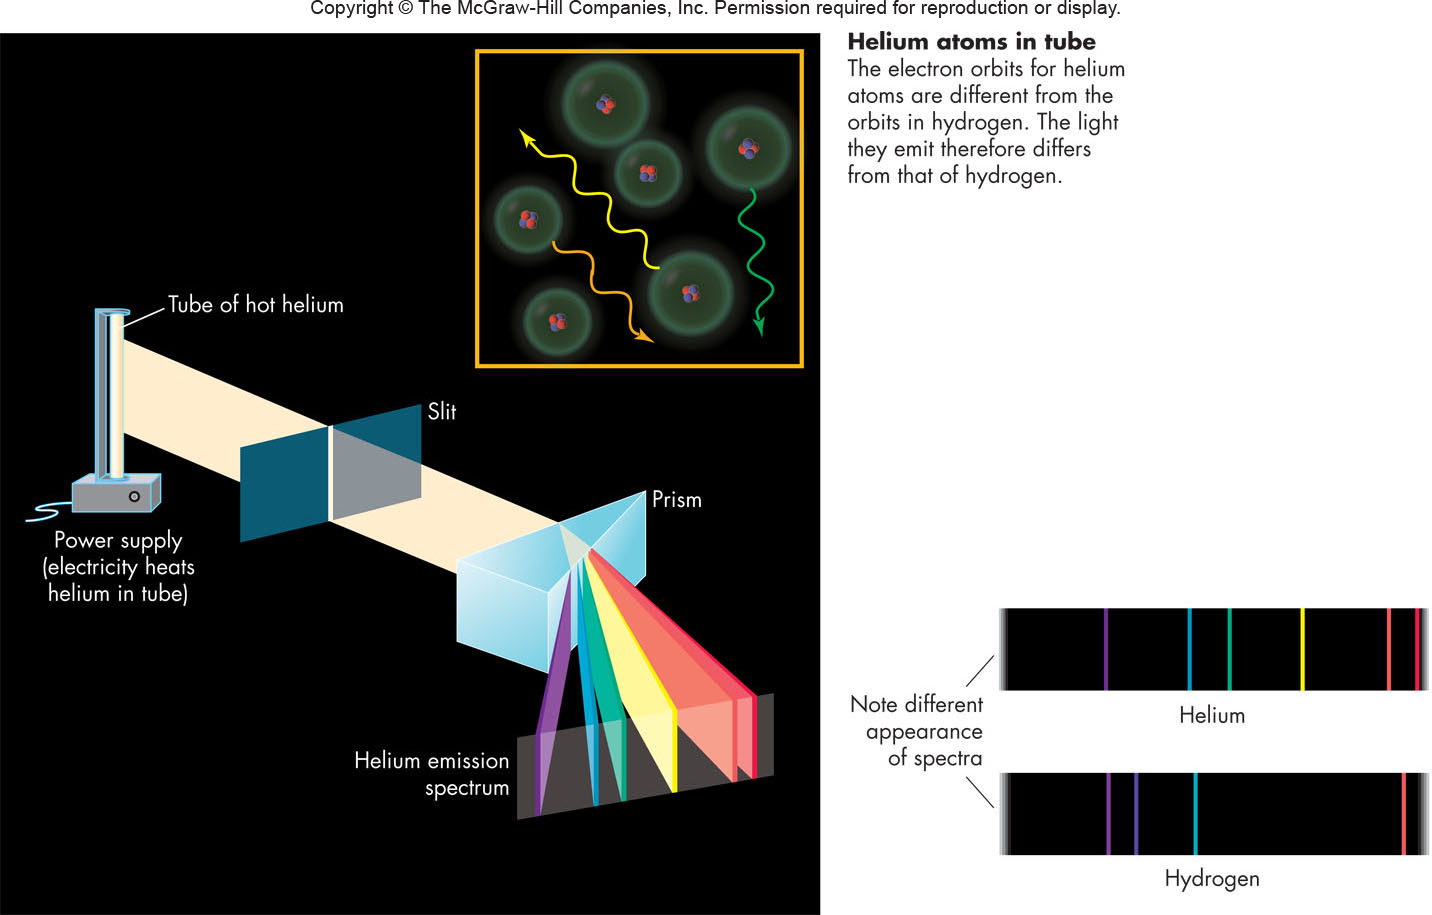 Copyright © The McGraw-Hill Companies, Inc. Permission required for reproduction or display.
Helium atoms in tube
The electron orbits for helium
atoms are different from the
orbits in hydrogen. The light
they emit therefore differs
from that of hydrogen.
Tube of hot helium
Slit
Prism
Power supply
(electricity heats
helium in tube)
Helium emission
spectrum
Note different
appearance
of spectra
Helium
Hydrogen